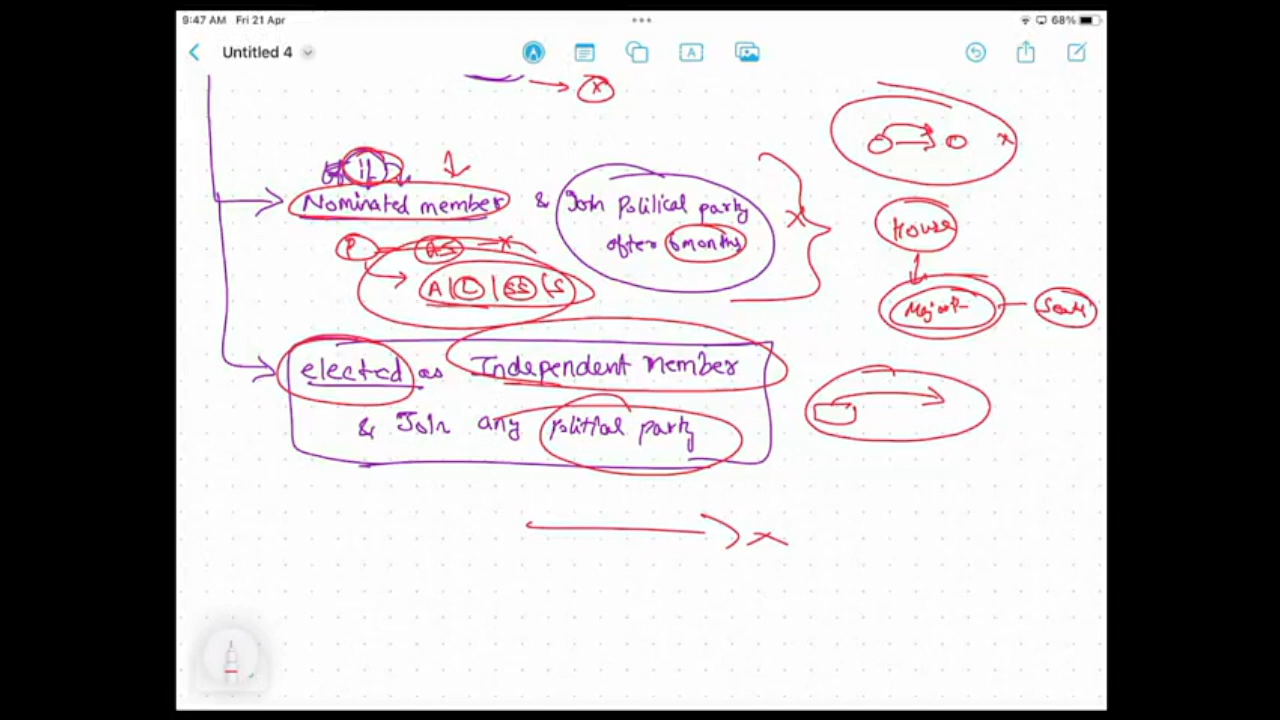 9:47 AM Fri 21 Apr
68%
Untitled 4
x
Nominated member & Join Political party
after 6 months
x
x
House
P
x
A | L | SS | S
elected as Independent Member
& Join any political party
x